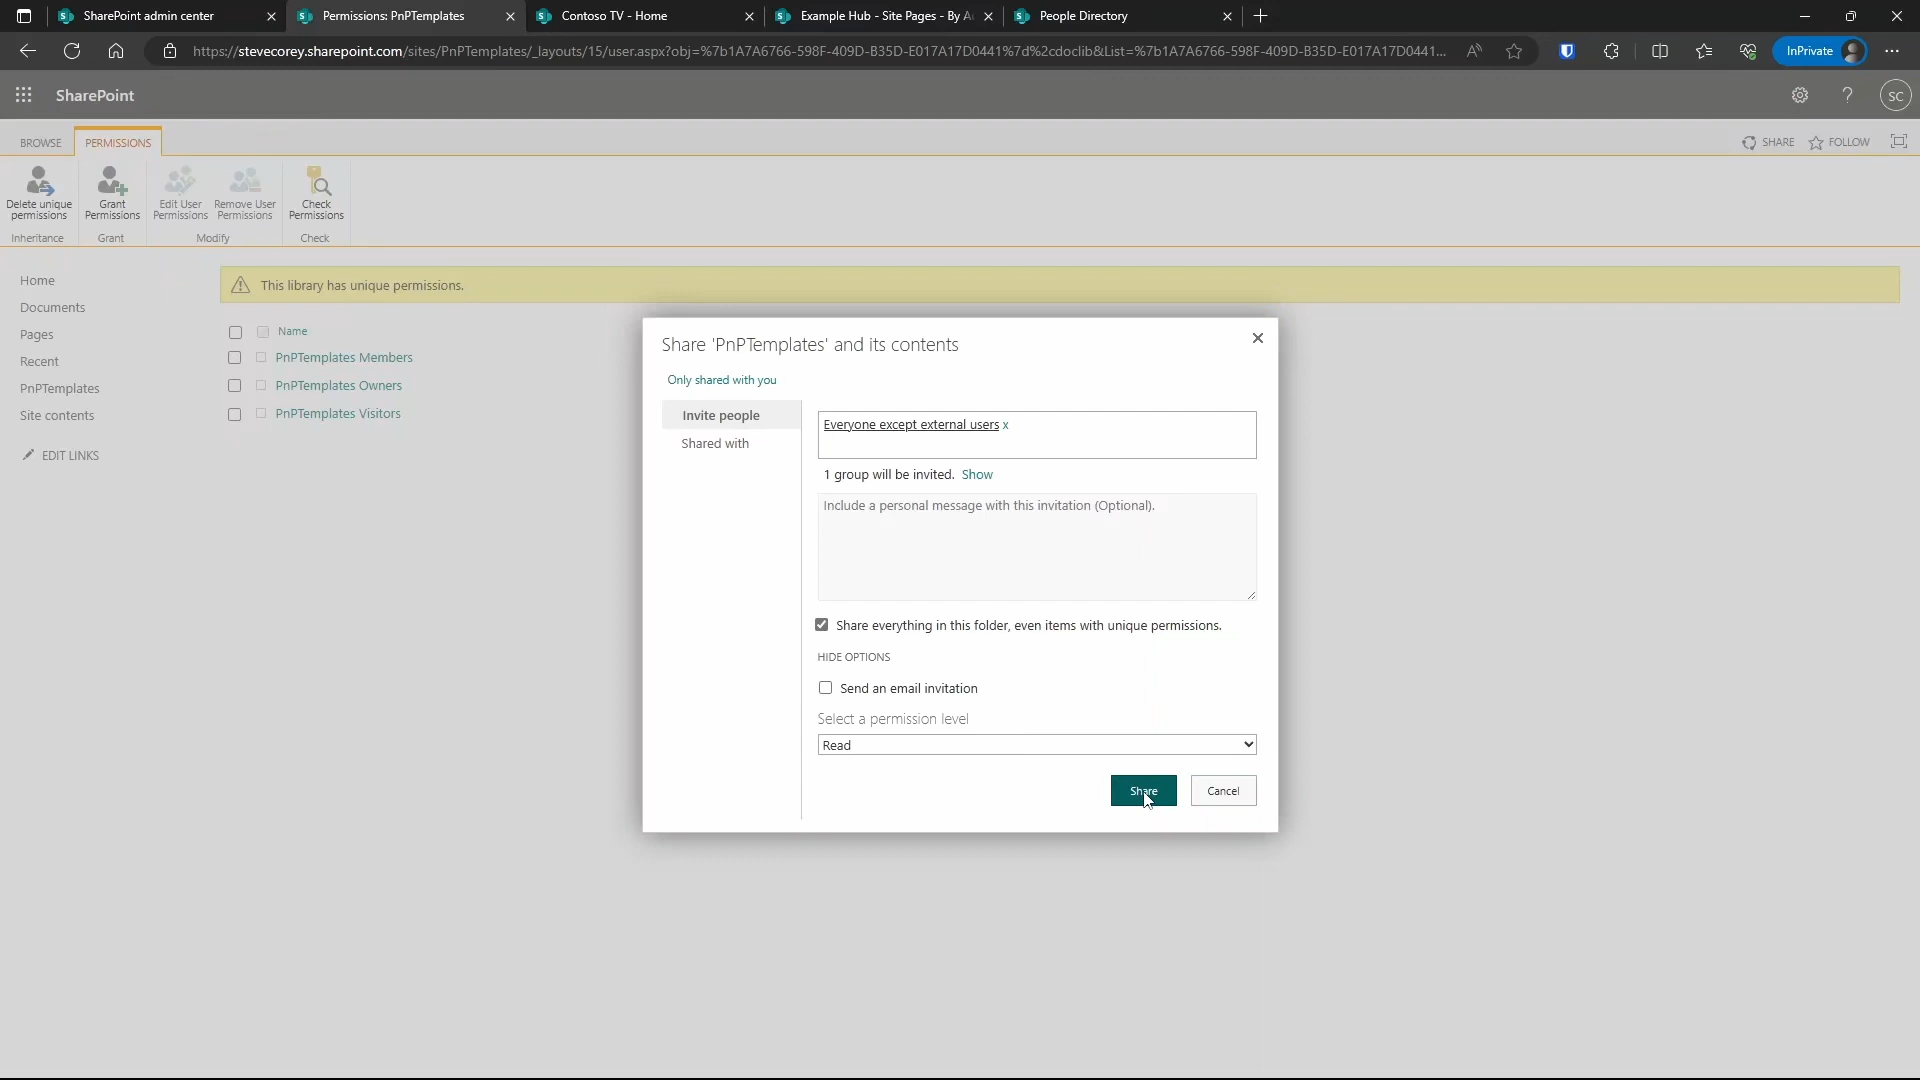 SharePoint admin center
Permissions: PnPTemplates
Contoso TV - Home
Example Hub - Site Pages - By
People Directory
https://stevecorey.sharepoint.com/sites/PnPTemplates/_layouts/15/user.aspx?obj=%7b1A7A6766-598F-409D-B35D-E017A17D0441%7d%2cdoclib&List=%7b1A7A6766-598F-409D-B35D-E017A17D0441...
InPrivate
SharePoint
?
SC
BROWSE
PERMISSIONS
SHARE
FOLLOW
Delete unique permissions
Grant Permissions
Edit User Permissions
Remove User Permissions
Check Permissions
Inheritance
Grant
Modify
Check
Home
Documents
Pages
Recent
PnPTemplates
Site contents
EDIT LINKS
This library has unique permissions.
Name
PnPTemplates Members
PnPTemplates Owners
PnPTemplates Visitors
Share 'PnPTemplates' and its contents
Only shared with you
Invite people
Shared with
Everyone except external users x
1 group will be invited. Show
Include a personal message with this invitation (Optional).
Share everything in this folder, even items with unique permissions.
HIDE OPTIONS
Send an email invitation
Select a permission level
Read
Share
Cancel